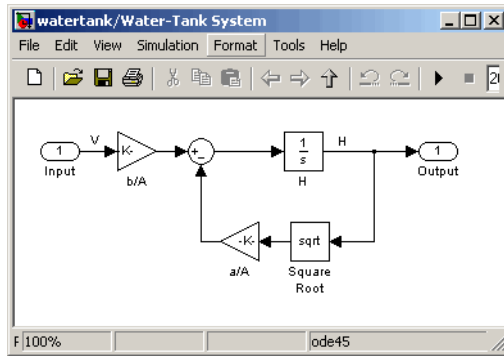 watertank/Water-Tank System
File Edit View Simulation Format Tools Help
1 V K- +- 1/s H 1
Input b/A H Output
-K- sqrt
a/A Square
Root
100% ode45